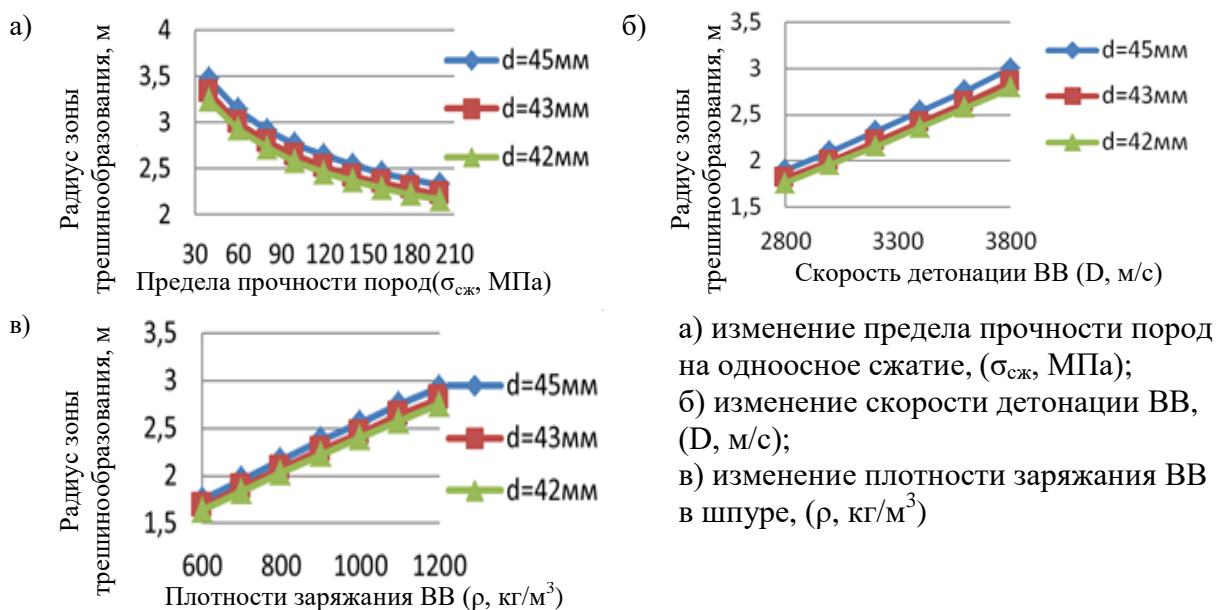 а)
Радиус зоны
трешинообразования, м
4
3,5
3
2,5
2
30 60 90 120 150 180 210
Предела прочности пород(σсж, МПа)
d=45мм
d=43мм
d=42мм
б)
Радиус зоны
трешинообразования, м
3,5
3
2,5
2
1,5
2800 3300 3800
Скорость детонации ВВ (D, м/с)
d=45мм
d=43мм
d=42мм
в)
Радиус зоны
трешинообразования, м
3,5
3
2,5
2
1,5
600 800 1000 1200
Плотности заряжания ВВ (ρ, кг/м³)
d=45мм
d=43мм
d=42мм
а) изменение предела прочности пород
на одноосное сжатие, (σсж, МПа);
б) изменение скорости детонации ВВ,
(D, м/с);
в) изменение плотности заряжания ВВ
в шпуре, (ρ, кг/м³)